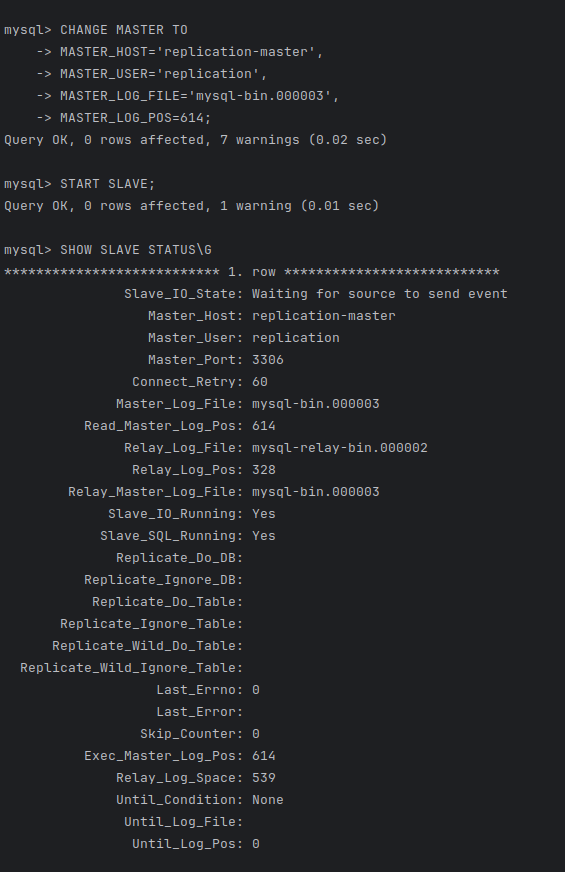 mysql> CHANGE MASTER TO
    -> MASTER_HOST='replication-master',
    -> MASTER_USER='replication',
    -> MASTER_LOG_FILE='mysql-bin.000003',
    -> MASTER_LOG_POS=614;
Query OK, 0 rows affected, 7 warnings (0.02 sec)

mysql> START SLAVE;
Query OK, 0 rows affected, 1 warning (0.01 sec)

mysql> SHOW SLAVE STATUS\G
*************************** 1. row ***************************
               Slave_IO_State: Waiting for source to send event
                  Master_Host: replication-master
                  Master_User: replication
                  Master_Port: 3306
                Connect_Retry: 60
              Master_Log_File: mysql-bin.000003
          Read_Master_Log_Pos: 614
               Relay_Log_File: mysql-relay-bin.000002
                Relay_Log_Pos: 328
        Relay_Master_Log_File: mysql-bin.000003
             Slave_IO_Running: Yes
            Slave_SQL_Running: Yes
              Replicate_Do_DB:
          Replicate_Ignore_DB:
           Replicate_Do_Table:
       Replicate_Ignore_Table:
      Replicate_Wild_Do_Table:
  Replicate_Wild_Ignore_Table:
                   Last_Errno: 0
                   Last_Error:
                 Skip_Counter: 0
          Exec_Master_Log_Pos: 614
              Relay_Log_Space: 539
              Until_Condition: None
               Until_Log_File:
                Until_Log_Pos: 0